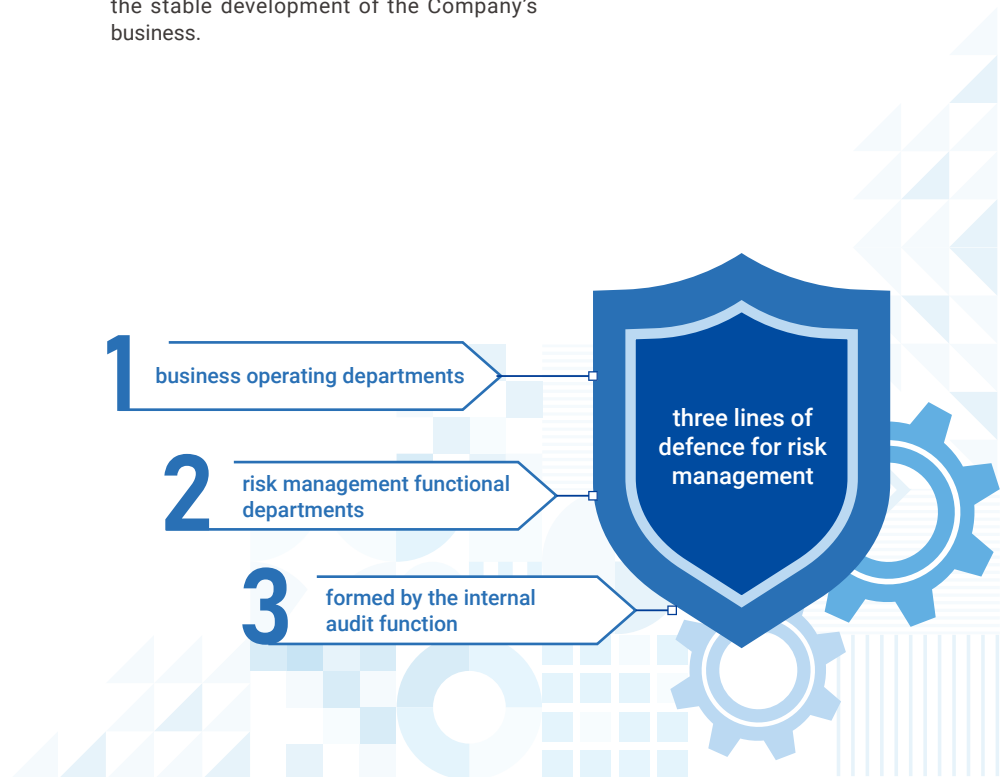 the stable development of the Company's
business.
1
business operating departments
three lines of
defence for risk
management
2
risk management functional
departments
3
formed by the internal
audit function